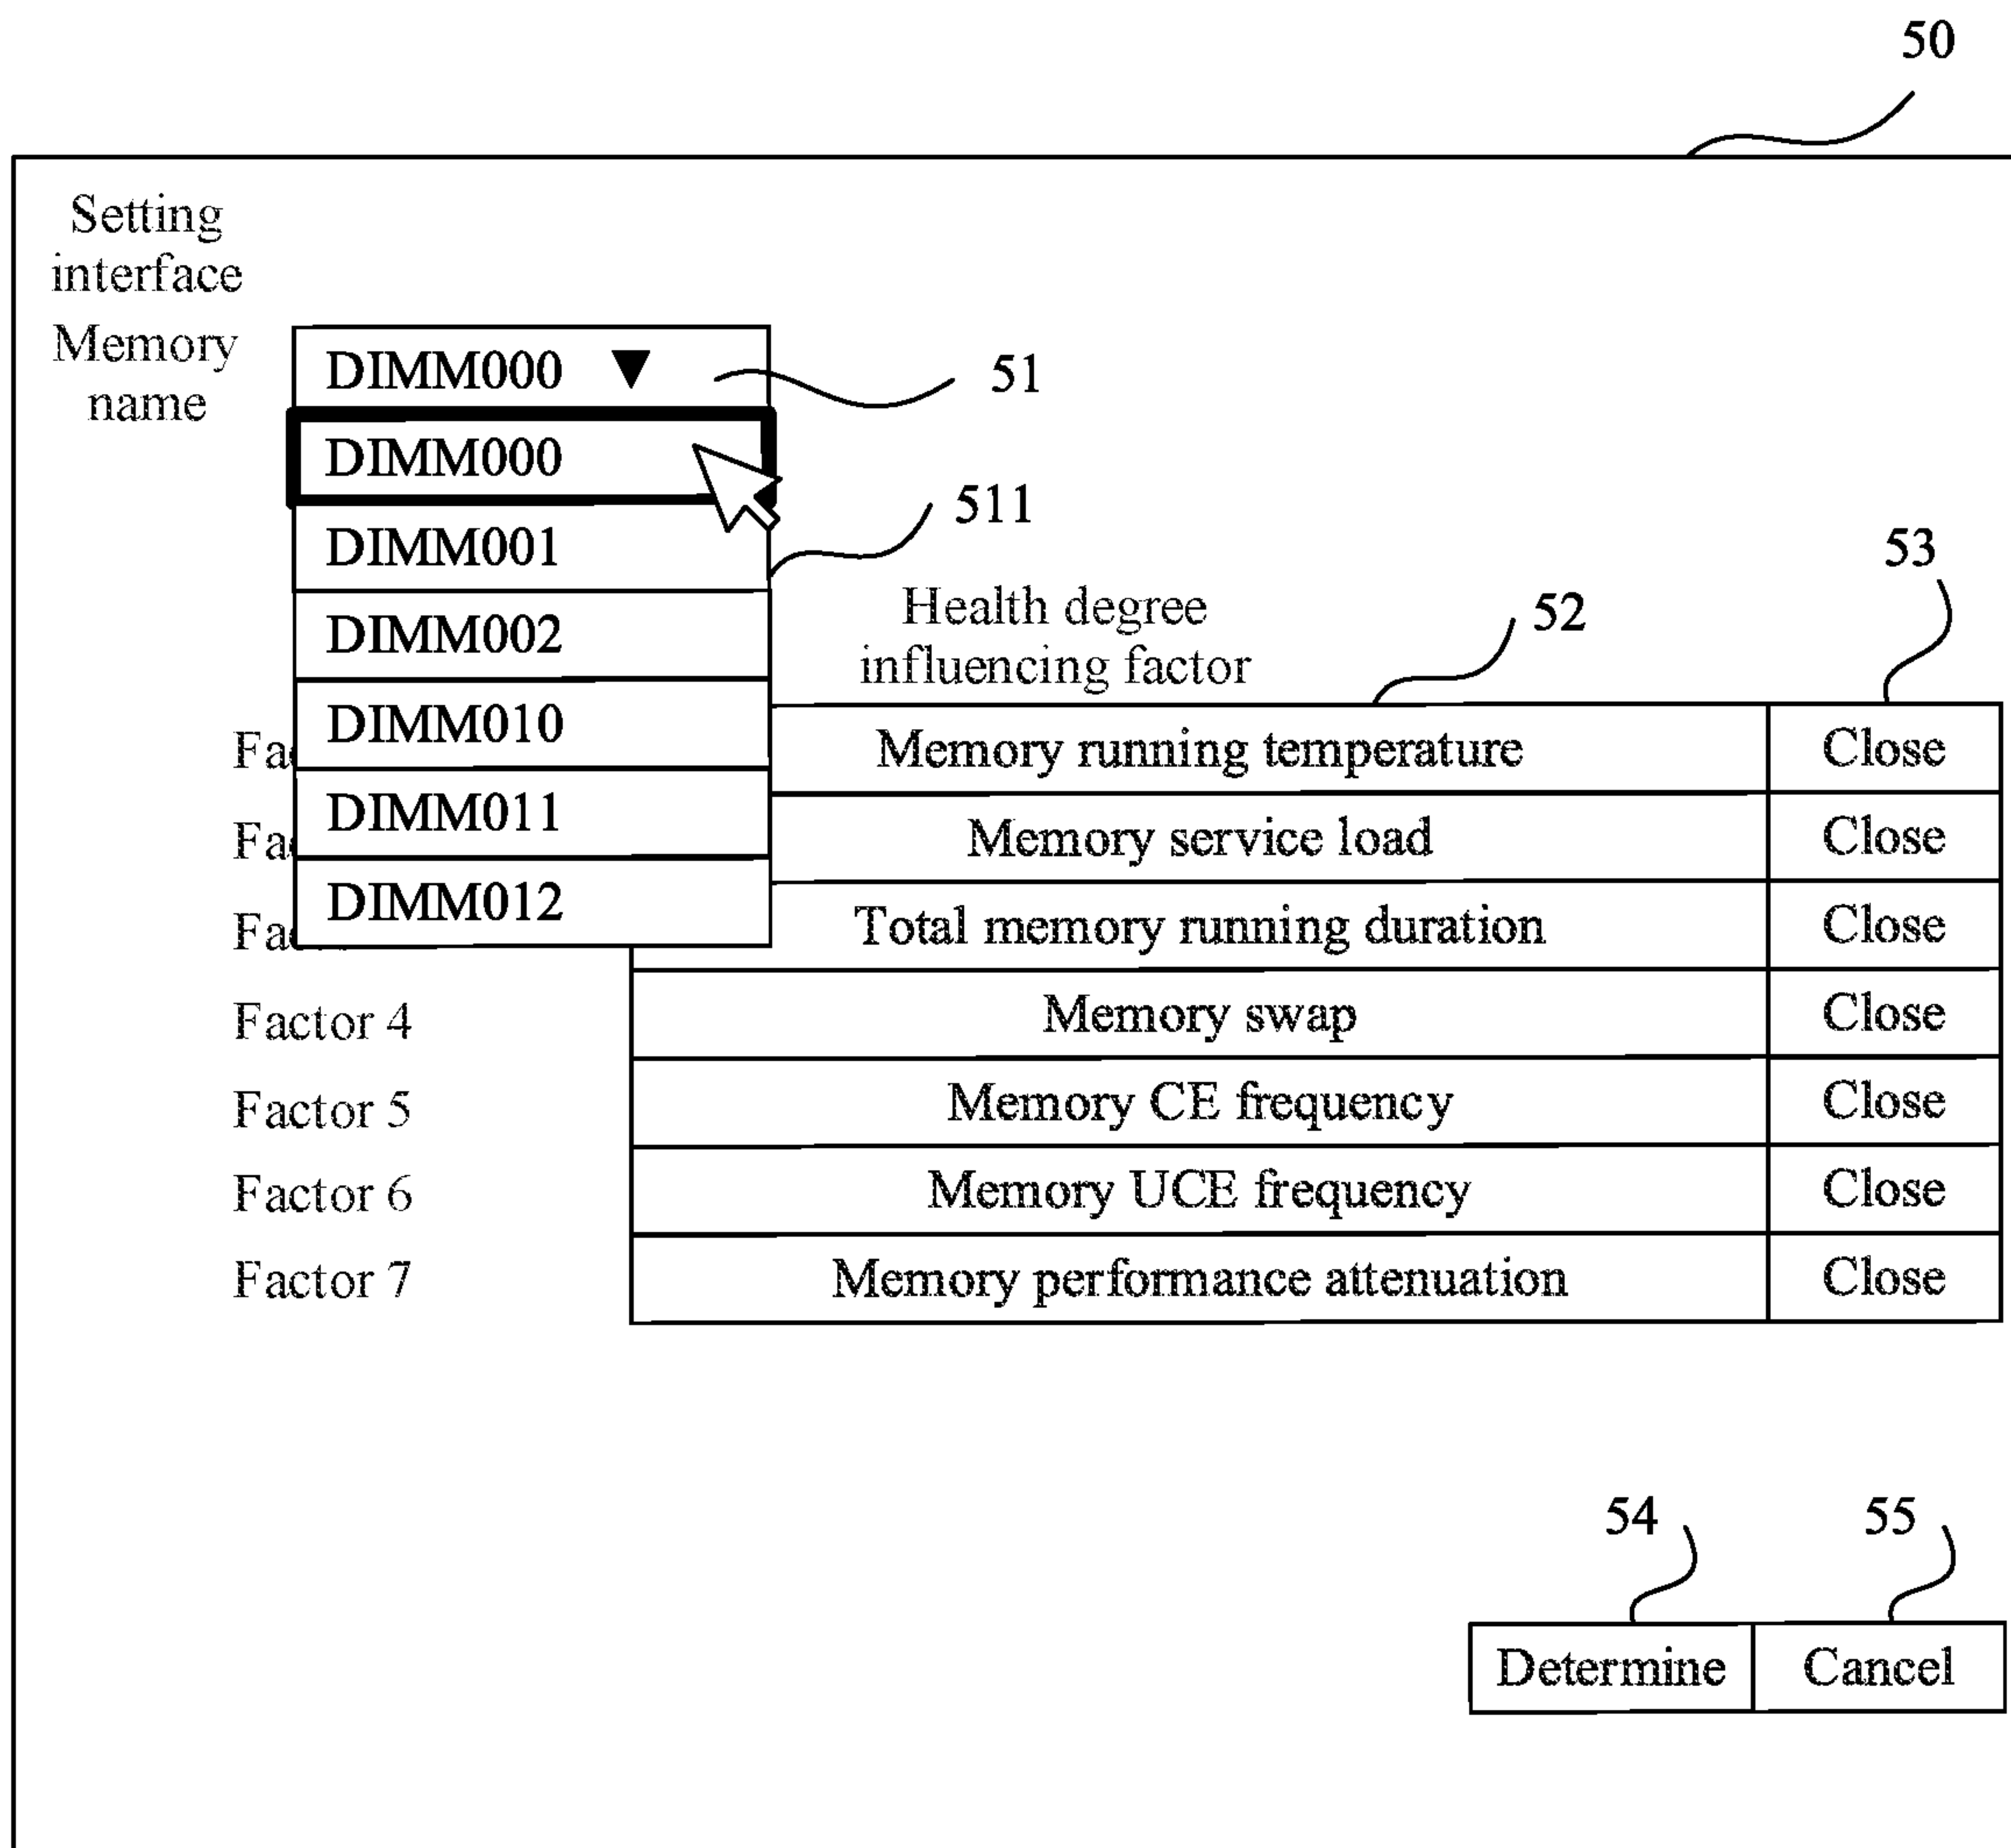 50
Setting
interface
Memory
name
DIMM000 ▼
51
DIMM000
511
DIMM001
53
DIMM002
Health degree
influencing factor
52
DIMM010
Memory running temperature
Close
DIMM011
Memory service load
Close
DIMM012
Total memory running duration
Close
Factor 4
Memory swap
Close
Factor 5
Memory CE frequency
Close
Factor 6
Memory UCE frequency
Close
Factor 7
Memory performance attenuation
Close
54
55
Determine
Cancel